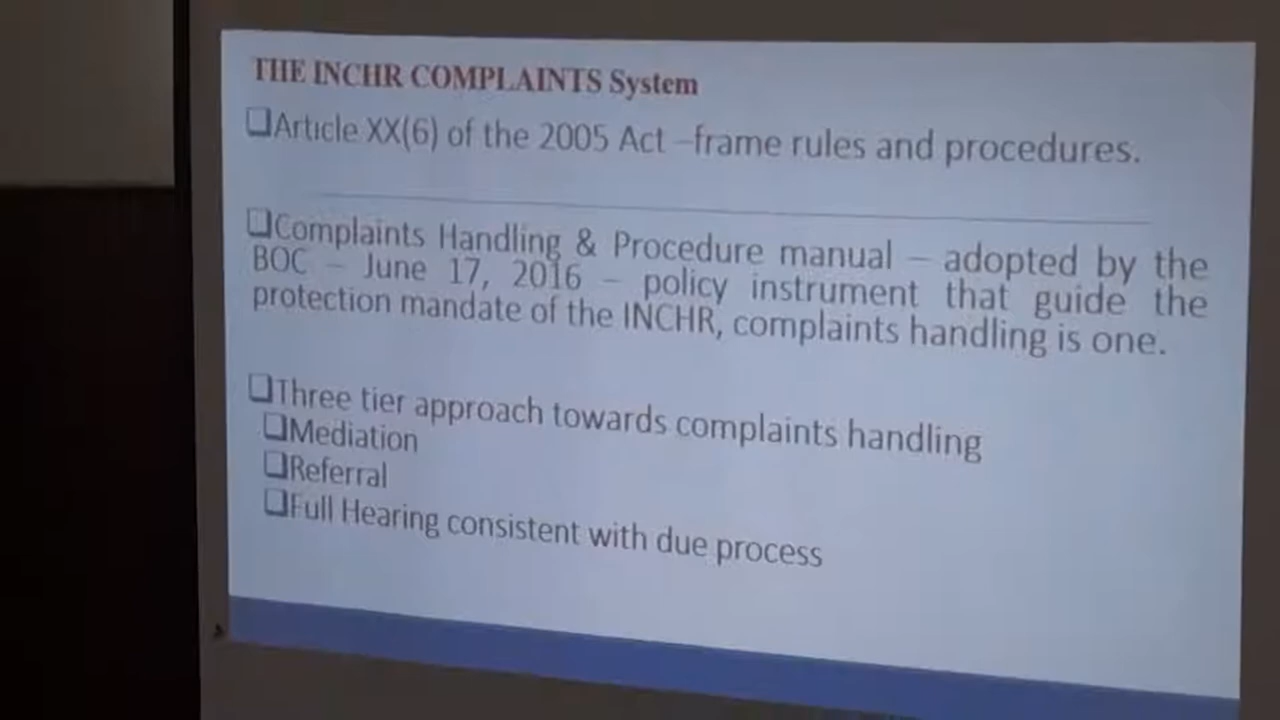 THE INCHR COMPLAINTS System
❑Article XX(6) of the 2005 Act –frame rules and procedures.
❑Complaints Handling & Procedure manual – adopted by the
BOC – June 17, 2016 – policy instrument that guide the
protection mandate of the INCHR, complaints handling is one.
❑Three tier approach towards complaints handling
❑Mediation
❑Referral
❑Full Hearing consistent with due process